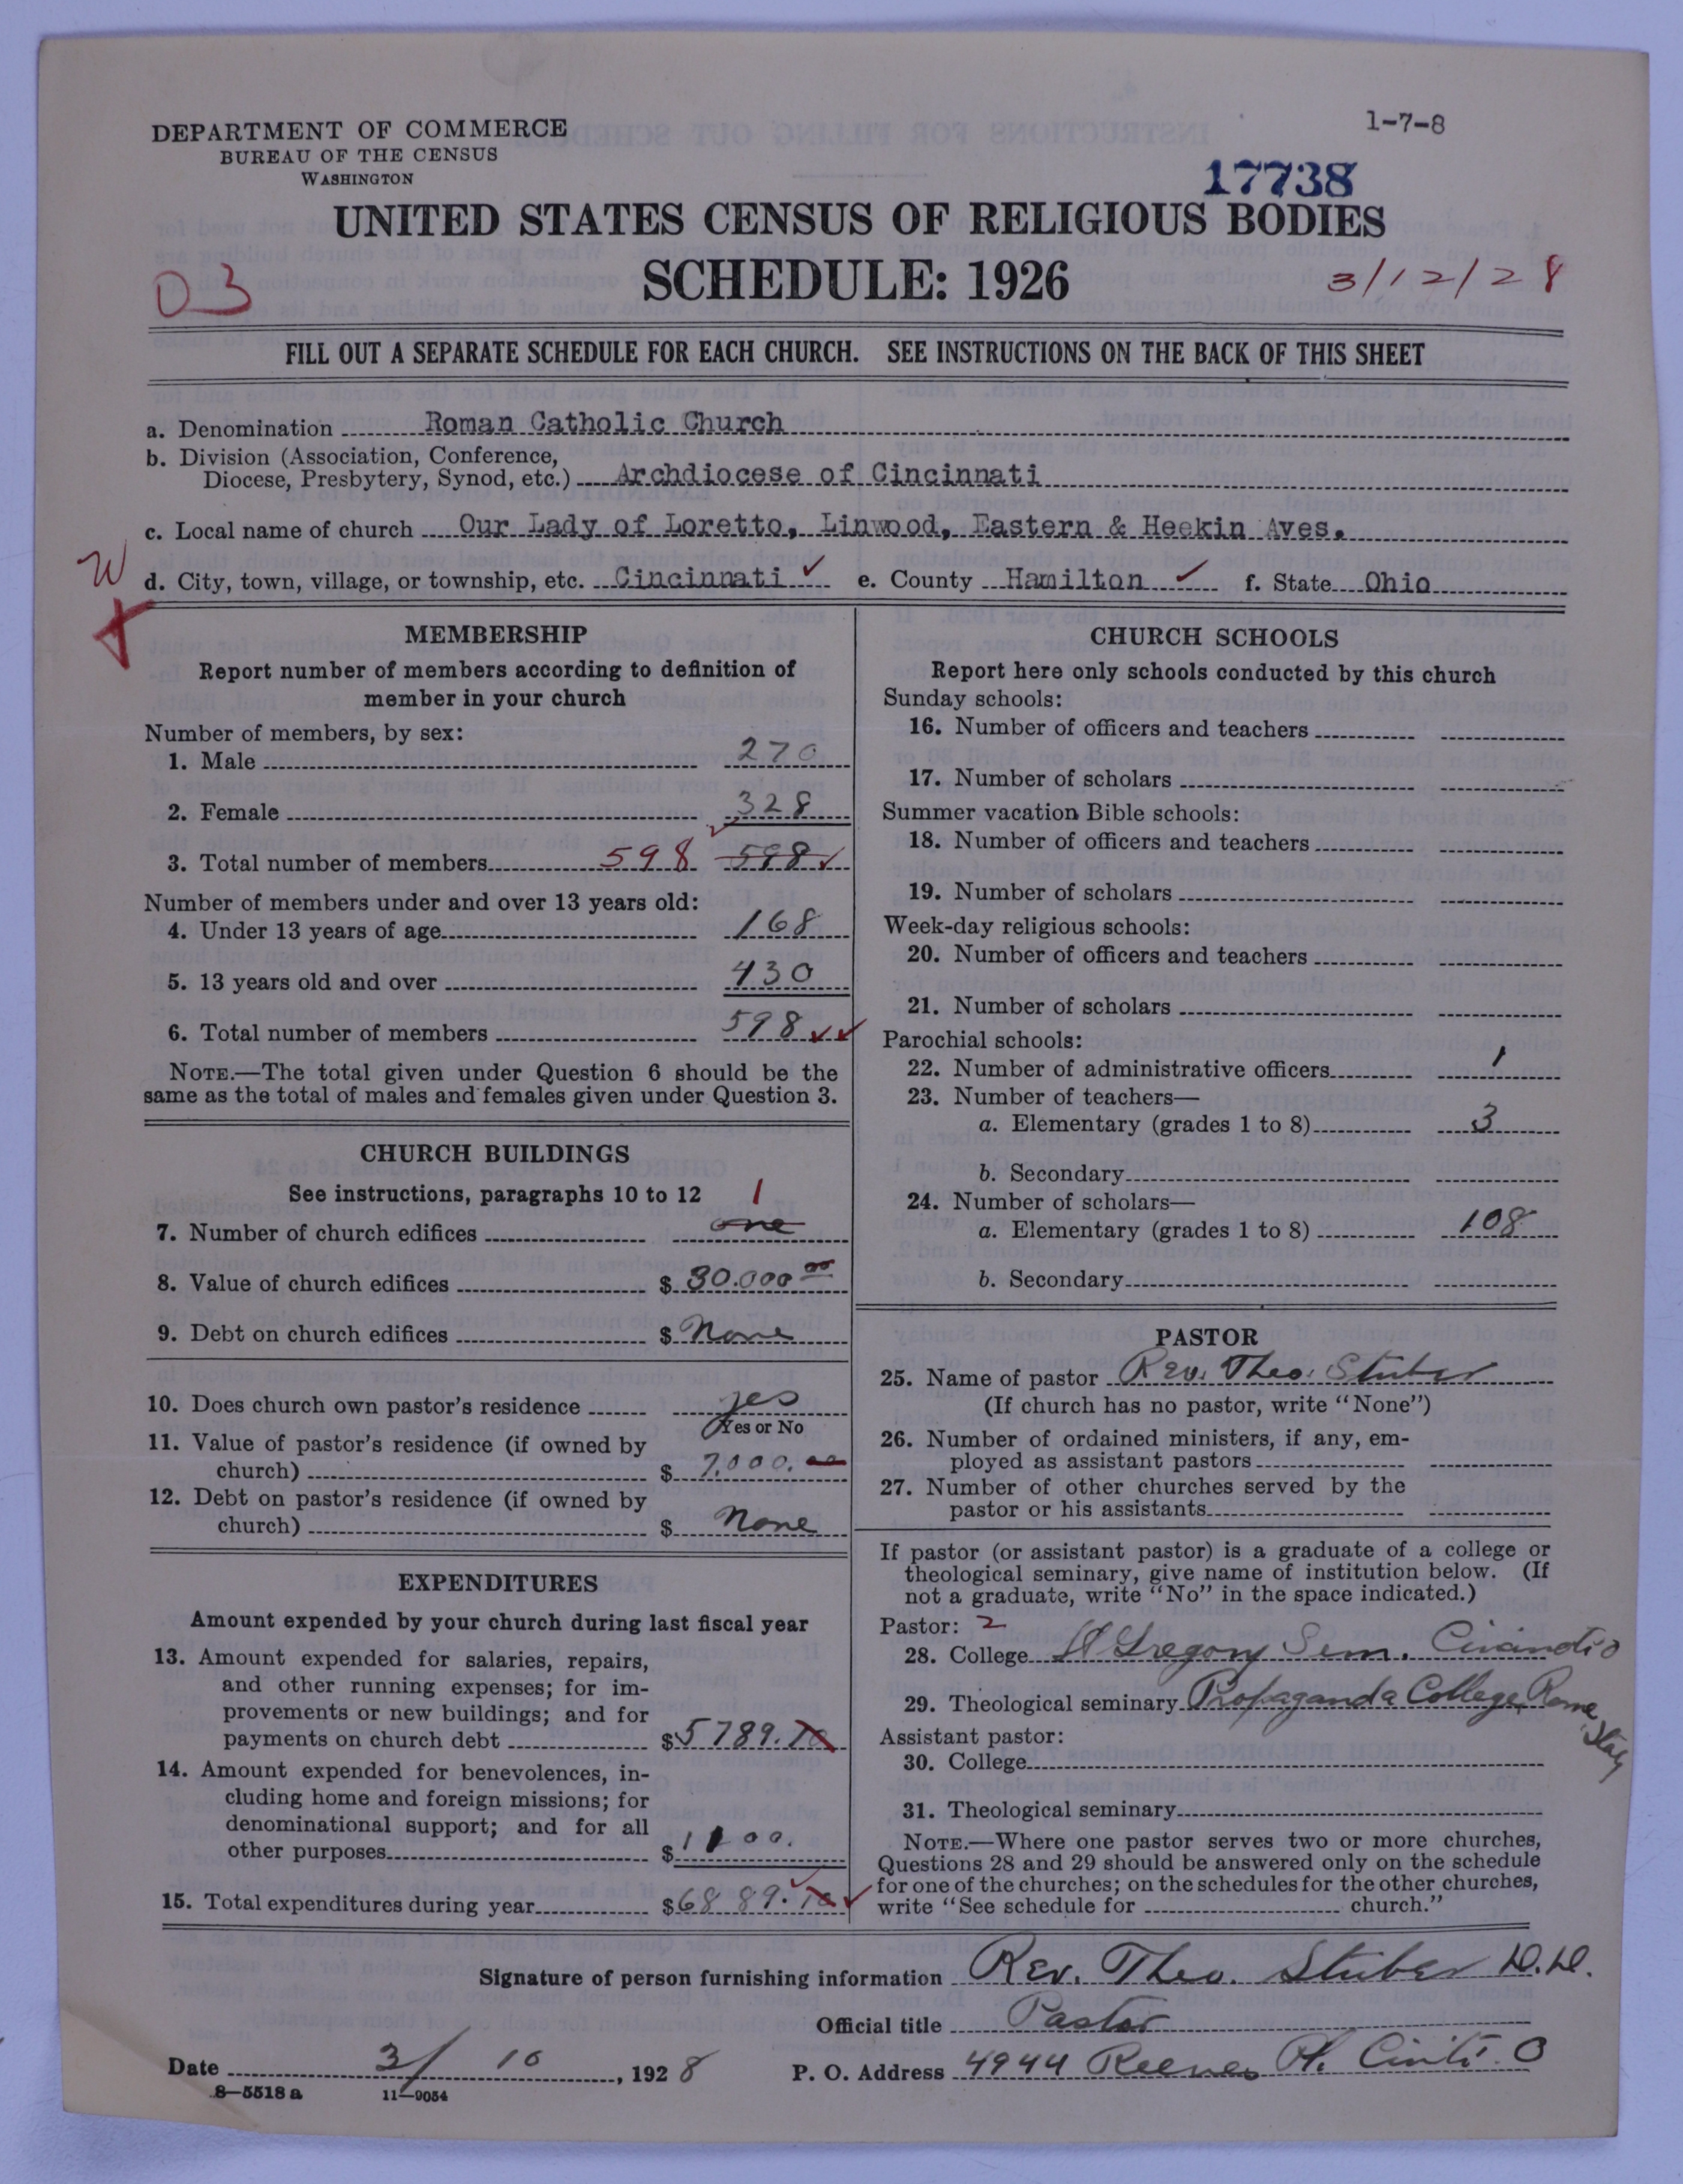 DEPARTMENT OF COMMERCE
BUREAU OF THE CENSUS
WASHINGTON
1-7-8
17738
UNITED STATES CENSUS OF RELIGIOUS BODIES
SCHEDULE: 1926
D3
3/12/28
FILL OUT A SEPARATE SCHEDULE FOR EACH CHURCH. SEE INSTRUCTIONS ON THE BACK OF THIS SHEET
a. Denomination Roman Catholic Church
b. Division (Association, Conference,
Diocese, Presbytery, Synod, etc.) Archdiocese of Cincinnati
c. Local name of church Our Lady of Loretto, Linwood, Eastern & Heekin Aves.
W
d. City, town, village, or township, etc. Cincinnati ✓ e. County Hamilton ✓ f. State Ohio
MEMBERSHIP
Report number of members according to definition of
member in your church
Number of members, by sex:
1. Male 270
2. Female 328
3. Total number of members 598 598 ✓
Number of members under and over 13 years old:
4. Under 13 years of age 168
5. 13 years old and over 430
6. Total number of members 598 ✓✓
NOTE.—The total given under Question 6 should be the
same as the total of males and females given under Question 3.
CHURCH BUILDINGS
See instructions, paragraphs 10 to 12
1
7. Number of church edifices one
8. Value of church edifices $ 30.000 00
9. Debt on church edifices $ None
10. Does church own pastor's residence yes
Yes or No
11. Value of pastor's residence (if owned by
church) $ 7.000. 00
12. Debt on pastor's residence (if owned by
church) $ None
EXPENDITURES
Amount expended by your church during last fiscal year
13. Amount expended for salaries, repairs,
and other running expenses; for im-
provements or new buildings; and for
payments on church debt $5789.70
14. Amount expended for benevolences, in-
cluding home and foreign missions; for
denominational support; and for all
other purposes $1100.
15. Total expenditures during year $6889.70 ✓
CHURCH SCHOOLS
Report here only schools conducted by this church
Sunday schools:
16. Number of officers and teachers
17. Number of scholars
Summer vacation Bible schools:
18. Number of officers and teachers
19. Number of scholars
Week-day religious schools:
20. Number of officers and teachers
21. Number of scholars
Parochial schools:
22. Number of administrative officers 1
23. Number of teachers—
a. Elementary (grades 1 to 8) 3
b. Secondary
24. Number of scholars—
a. Elementary (grades 1 to 8) 108
b. Secondary
PASTOR
25. Name of pastor Rev. Theo. Stuber
(If church has no pastor, write "None")
26. Number of ordained ministers, if any, em-
ployed as assistant pastors
27. Number of other churches served by the
pastor or his assistants
If pastor (or assistant pastor) is a graduate of a college or
theological seminary, give name of institution below. (If
not a graduate, write "No" in the space indicated.)
Pastor: 2
28. College St Gregory Sem. Cincinnati O
29. Theological seminary Propaganda College, Rome, Italy
Assistant pastor:
30. College
31. Theological seminary
NOTE.—Where one pastor serves two or more churches,
Questions 28 and 29 should be answered only on the schedule
for one of the churches; on the schedules for the other churches,
write "See schedule for church."
Signature of person furnishing information Rev. Theo. Stuber D.D.
Official title Pastor
Date 3/10, 1928 P. O. Address 4944 Reeves Pl. Cinti. O
8-5518 a
11-9054